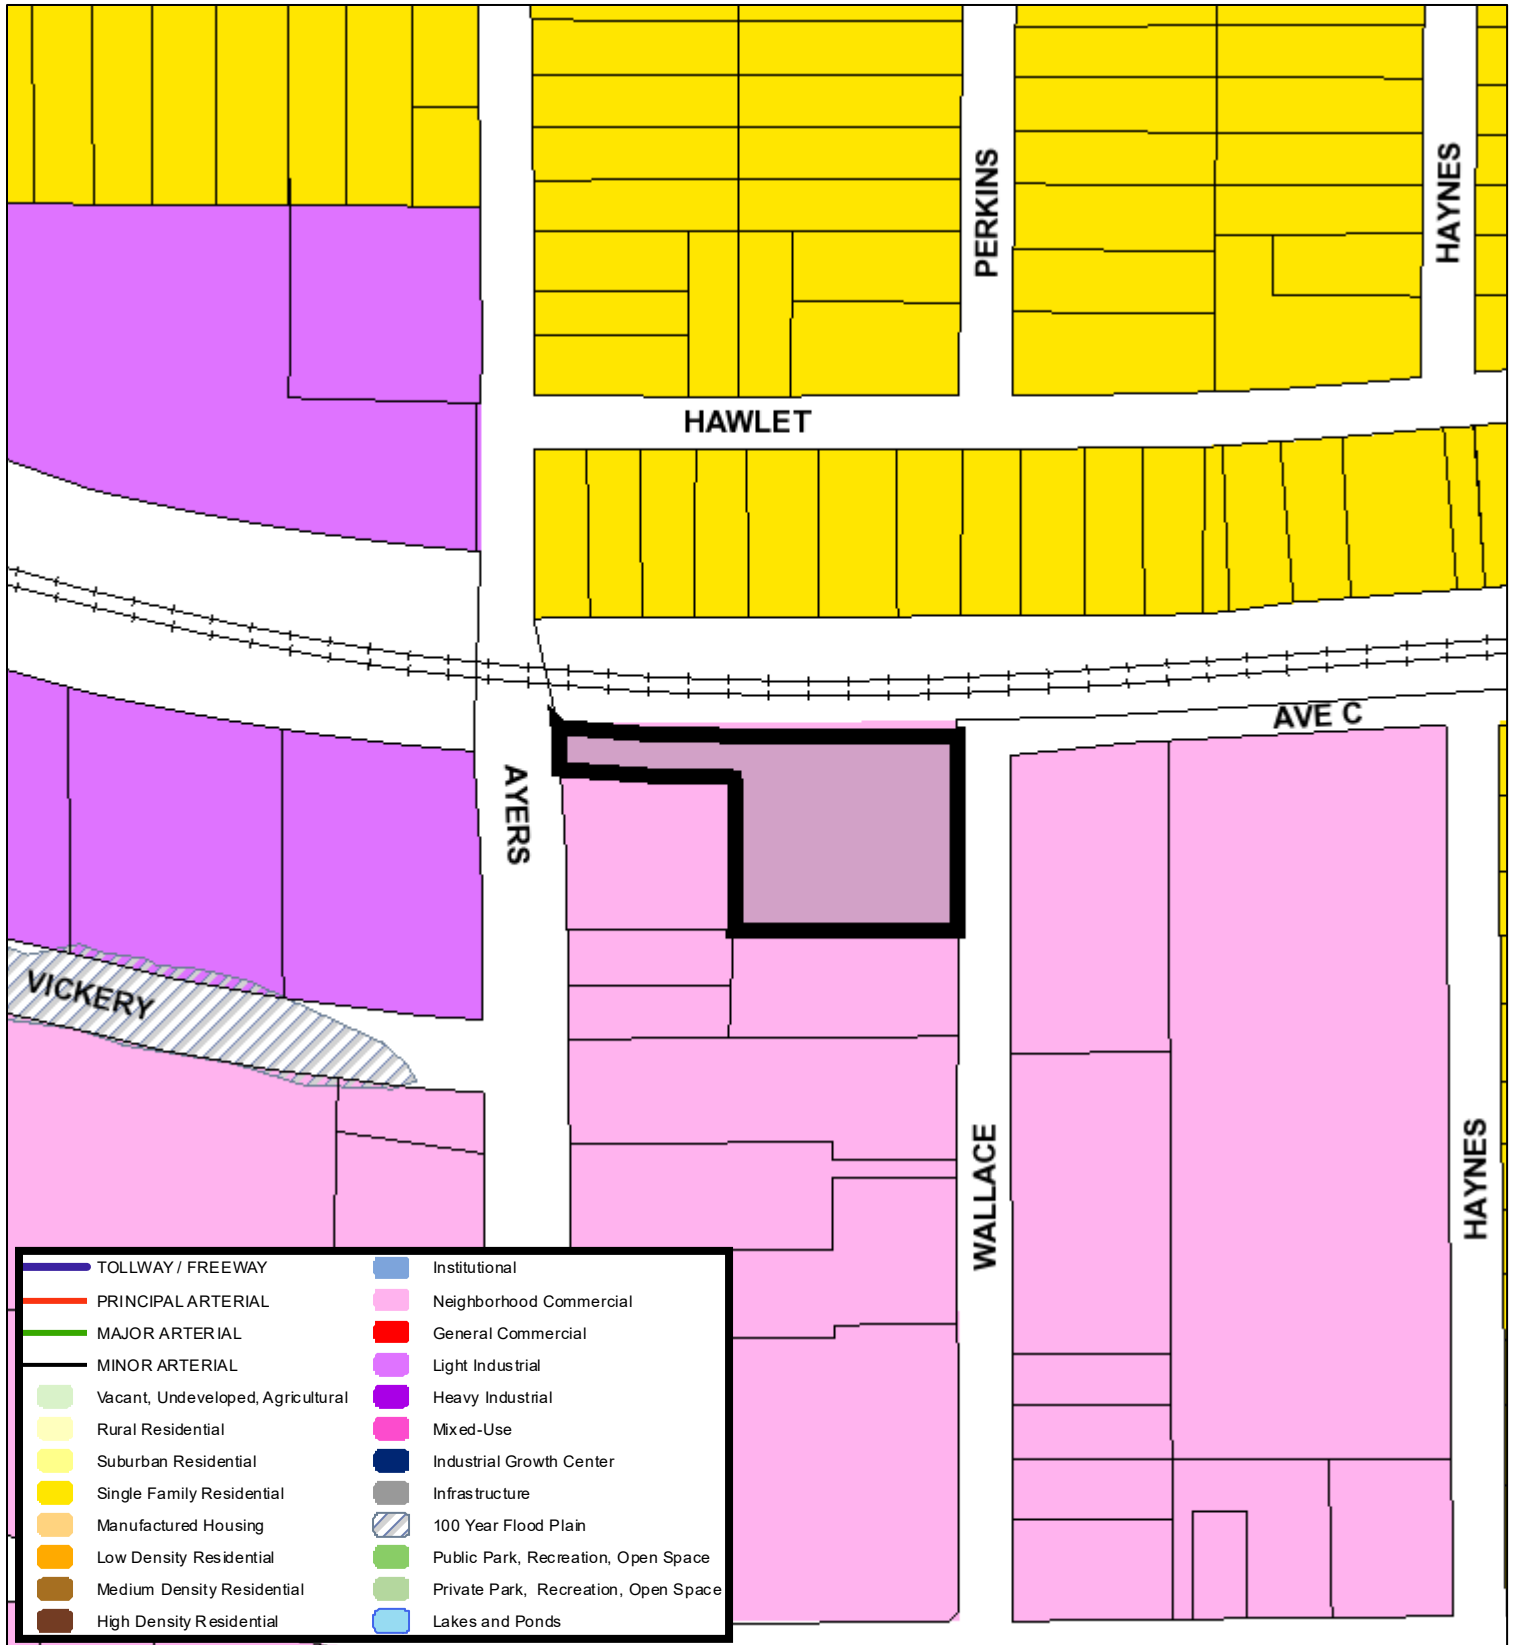 PERKINS
HAYNES
HAWLET
AVE C
AYERS
VICKERY
WALLACE
HAYNES
TOLLWAY / FREEWAY
PRINCIPAL ARTERIAL
MAJOR ARTERIAL
MINOR ARTERIAL
Vacant, Undeveloped, Agricultural
Rural Residential
Suburban Residential
Single Family Residential
Manufactured Housing
Low Density Residential
Medium Density Residential
High Density Residential
Institutional
Neighborhood Commercial
General Commercial
Light Industrial
Heavy Industrial
Mixed-Use
Industrial Growth Center
Infrastructure
100 Year Flood Plain
Public Park, Recreation, Open Space
Private Park, Recreation, Open Space
Lakes and Ponds